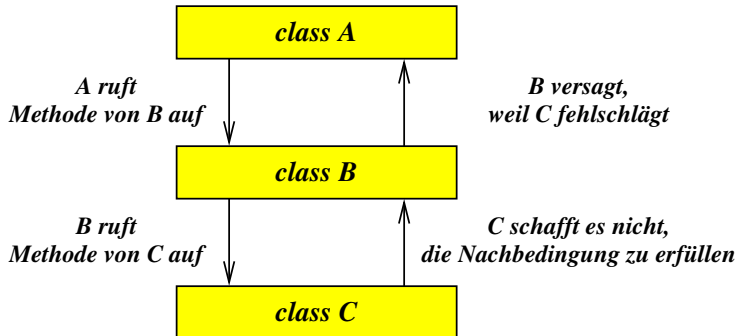 class A
A ruft
Methode von B auf
B versagt,
weil C fehlschlägt
class B
B ruft
Methode von C auf
C schafft es nicht,
die Nachbedingung zu erfüllen
class C